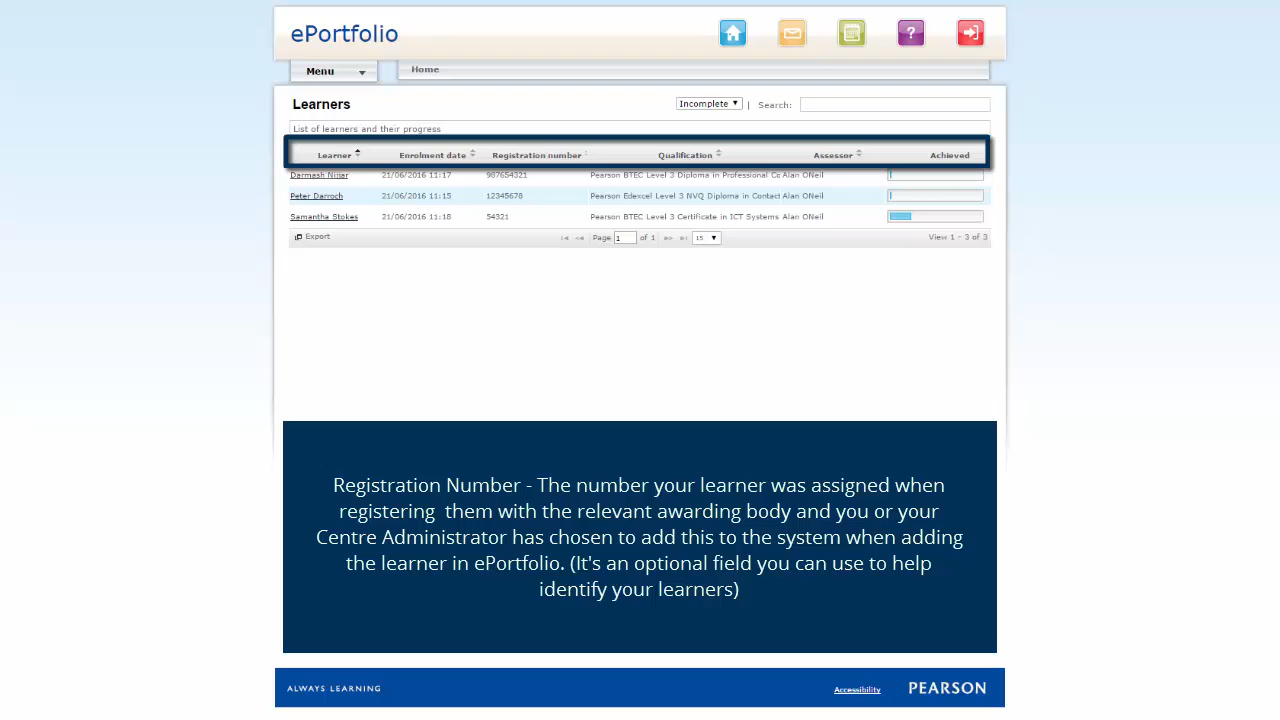 ePortfolio
?
Menu
Home
Learners
Incomplete | Search:
List of learners and their progress
Learner Enrolment date Registration number Qualification Assessor Achieved
Darmash Nijjar 21/06/2016 11:17 987654321 Pearson BTEC Level 3 Diploma in Professional Cc Alan ONeil
Peter Darroch 21/06/2016 11:15 12345678 Pearson Edexcel Level 3 NVQ Diploma in Contact Alan ONeil
Samantha Stokes 21/06/2016 11:18 54321 Pearson BTEC Level 3 Certificate in ICT Systems Alan ONeil
Export Page 1 of 1 15 View 1 - 3 of 3
Registration Number - The number your learner was assigned when
registering them with the relevant awarding body and you or your
Centre Administrator has chosen to add this to the system when adding
the learner in ePortfolio. (It's an optional field you can use to help
identify your learners)
ALWAYS LEARNING Accessibility PEARSON